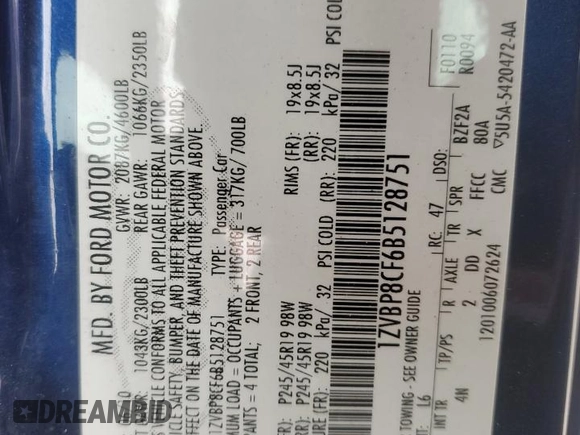 MFD. BY FORD MOTOR CO.
GVWR: 2087KG/4600LB
1043KG/2300LB REAR GAWR: 1066KG/2350LB
VEHICLE CONFORMS TO ALL APPLICABLE FEDERAL MOTOR
SAFETY, BUMPER, AND THEFT PREVENTION STANDARDS
EFFECT ON THE DATE OF MANUFACTURE SHOWN ABOVE.
1ZVBP8CF6B5128751 TYPE: Passenger Car
LOAD = OCCUPANTS + LUGGAGE = 317KG/700LB
= 4 TOTAL; 2 FRONT, 2 REAR
P245/45R19 98W RIMS (FR): 19x8.5J
P245/45R19 98W (RR): 19x8.5J
(FR): 220 kPa/ 32 PSI COLD (RR): 220 kPa/ 32 PSI COLD
1ZVBP8CF6B5128751
TOWING - SEE OWNER GUIDE
F0110
R0094
L6 RC: 47 DSO:
INT TR TP/PS R AXLE TR SPR BZF2A
4N 2 DD X FFCC 80A
CMC
1201006072624 ▽5U5A-5420472-AA
DREAMBID